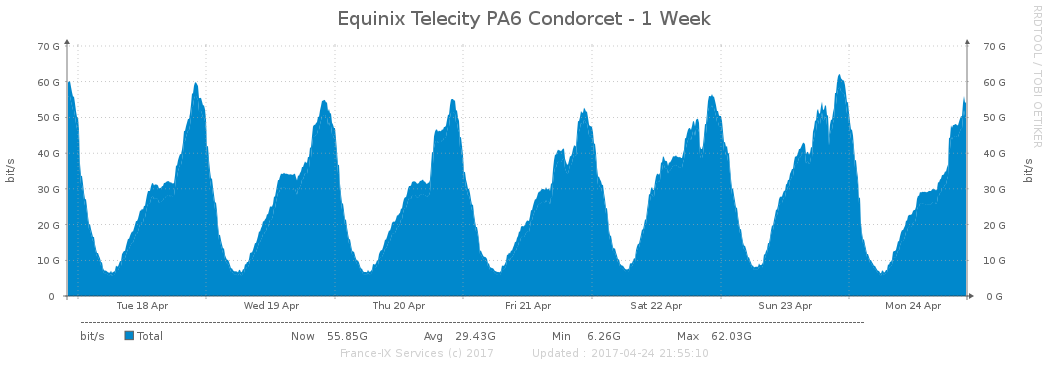 Equinix Telecity PA6 Condorcet - 1 Week
RRDTOOL / TOBI OETIKER
bit/s
70 G
60 G
50 G
40 G
30 G
20 G
10 G
0
70 G
60 G
50 G
40 G
30 G
20 G
10 G
0 G
bit/s
Tue 18 Apr Wed 19 Apr Thu 20 Apr Fri 21 Apr Sat 22 Apr Sun 23 Apr Mon 24 Apr
bit/s Total Now 55.85G Avg 29.43G Min 6.26G Max 62.03G
France-IX Services (c) 2017 Updated : 2017-04-24 21:55:10